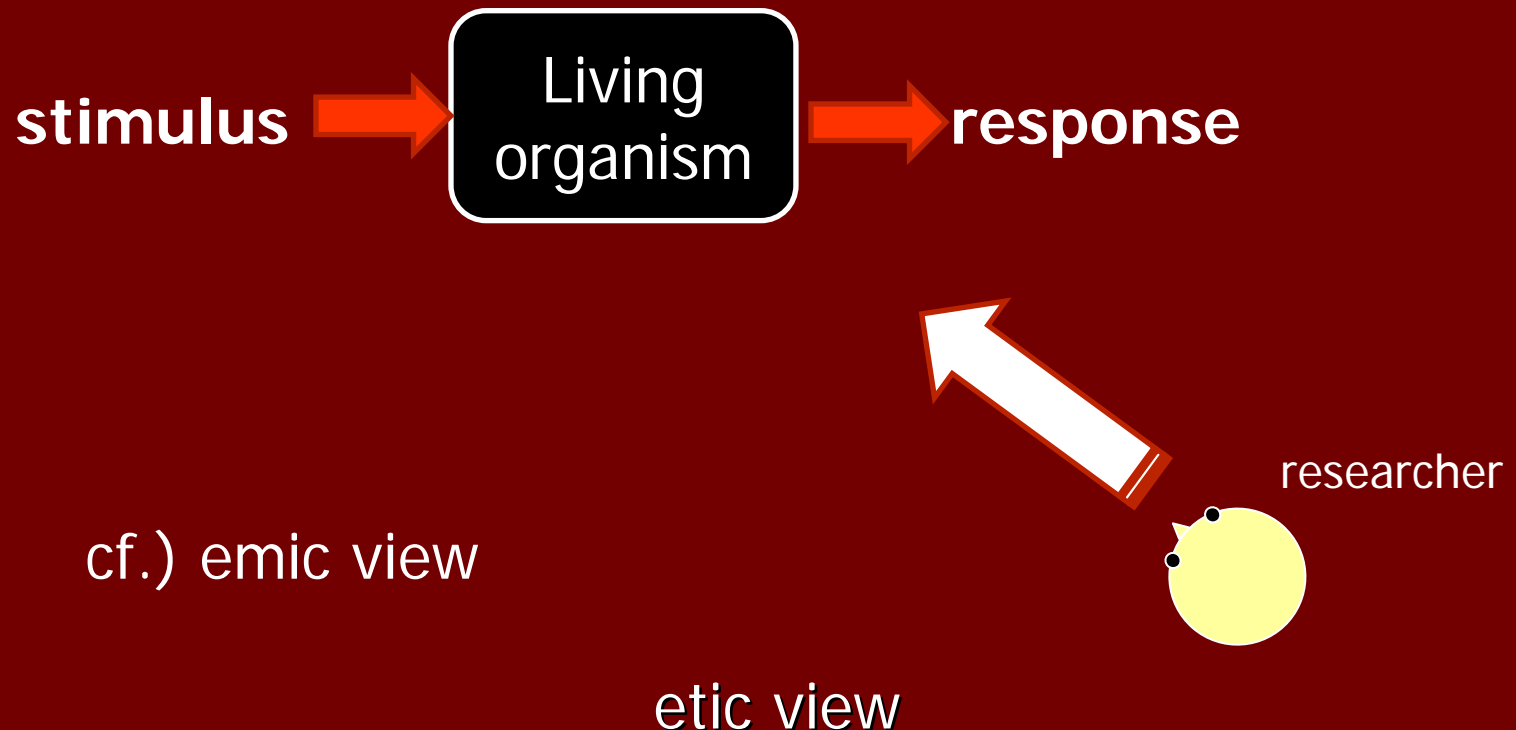 stimulus
Living
organism
response
researcher
cf.) emic view
etic view